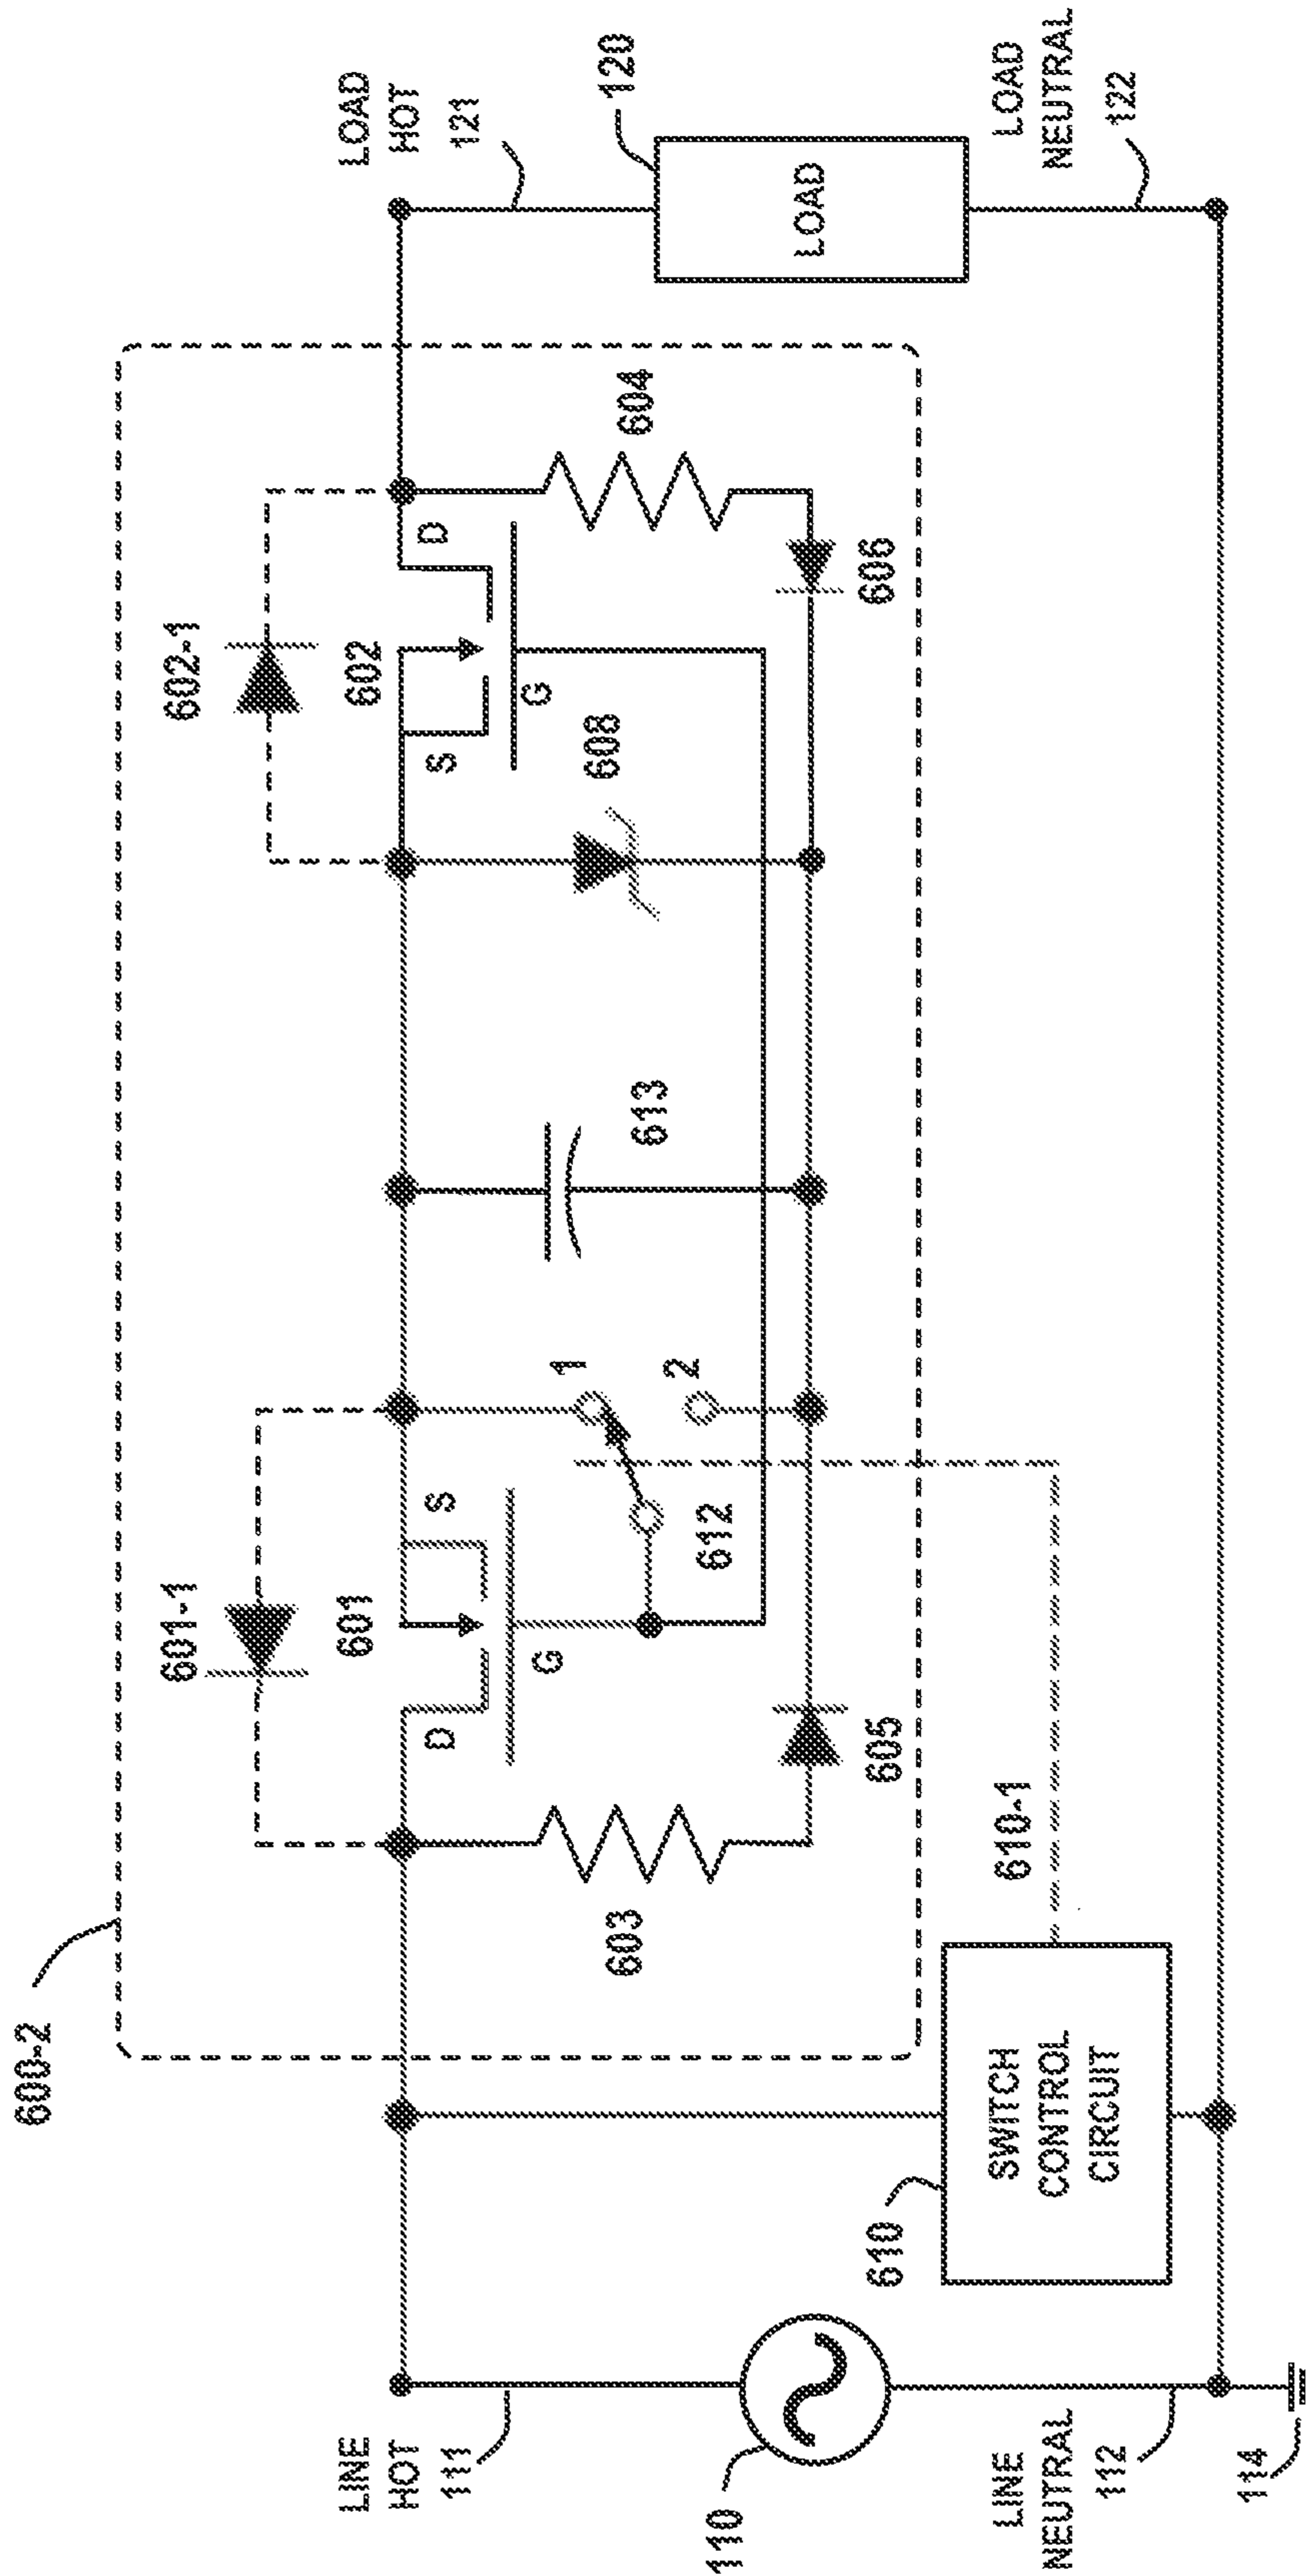 600-2
601-1
602-1
LINE
HOT
111
601
D
S
G
602
S
D
G
LOAD
HOT
121
603
612
1
2
613
608
604
120
LOAD
605
606
110
610
SWITCH
CONTROL
CIRCUIT
610-1
LINE
NEUTRAL
112
LOAD
NEUTRAL
122
114